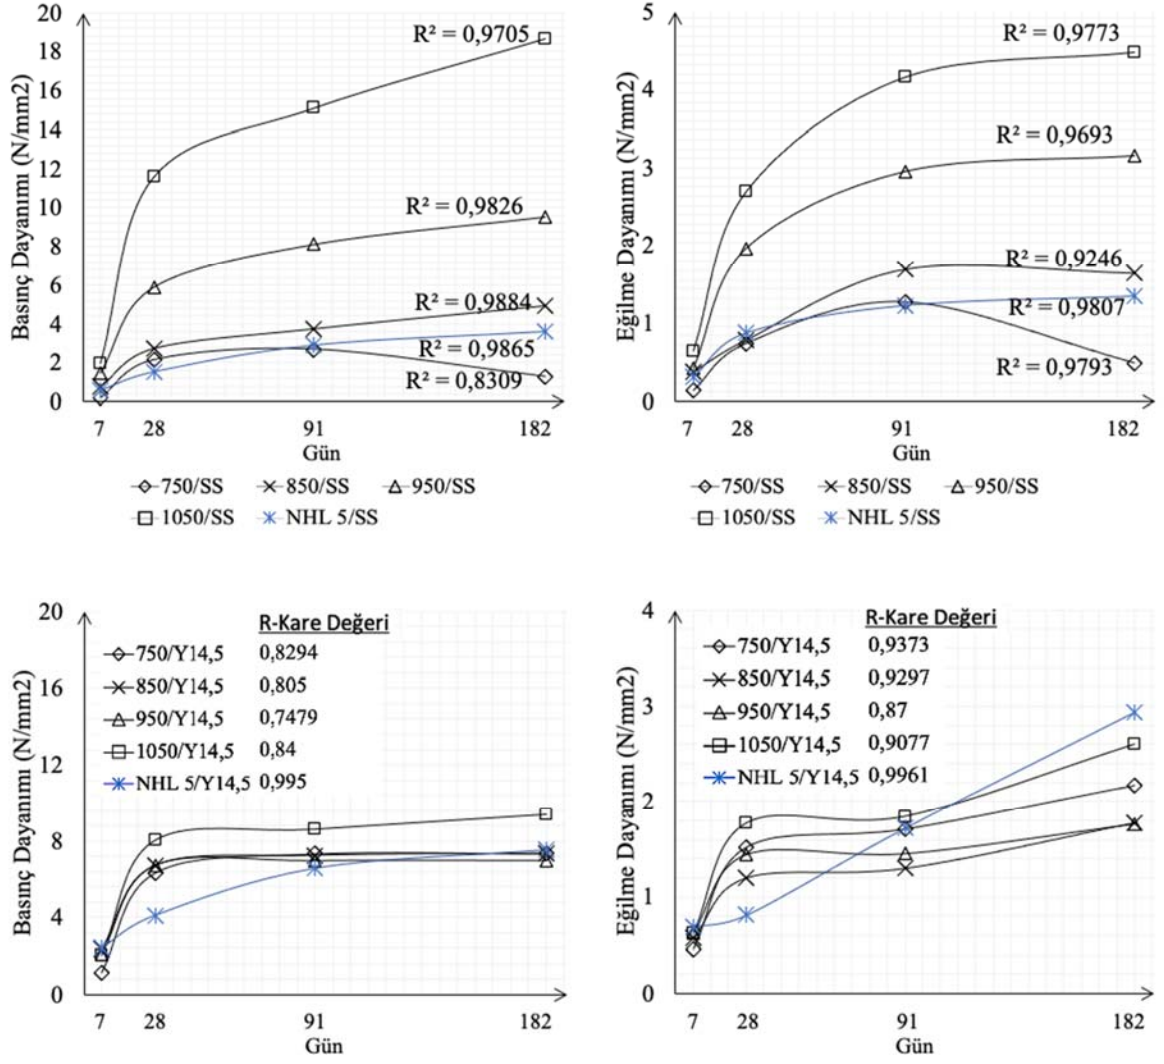 Basınç Dayanımı (N/mm2)
20
18
16
14
12
10
8
6
4
2
0
R² = 0,9705
R² = 0,9826
R² = 0,9884
R² = 0,9865
R² = 0,8309
7 28 91 182
Gün
750/SS 850/SS 950/SS
1050/SS NHL 5/SS
Eğilme Dayanımı (N/mm2)
5
4
3
2
1
0
R² = 0,9773
R² = 0,9693
R² = 0,9246
R² = 0,9807
R² = 0,9793
7 28 91 182
Gün
750/SS 850/SS 950/SS
1050/SS NHL 5/SS
Basınç Dayanımı (N/mm2)
20
16
12
8
4
0
R-Kare Değeri
750/Y14,5 0,8294
850/Y14,5 0,805
950/Y14,5 0,7479
1050/Y14,5 0,84
NHL 5/Y14,5 0,995
7 28 91 182
Gün
Eğilme Dayanımı (N/mm2)
4
3
2
1
0
R-Kare Değeri
750/Y14,5 0,9373
850/Y14,5 0,9297
950/Y14,5 0,87
1050/Y14,5 0,9077
NHL 5/Y14,5 0,9961
7 28 91 182
Gün